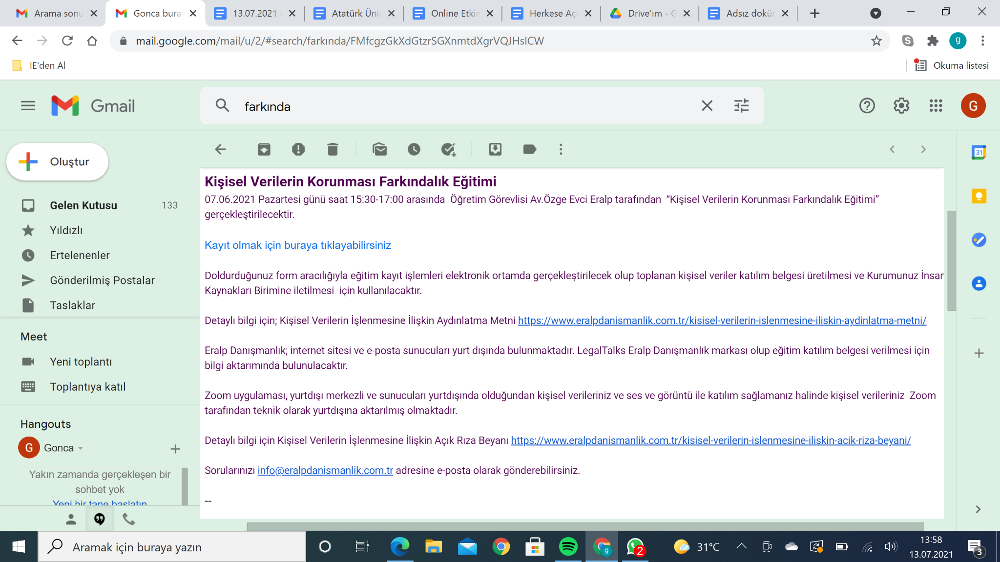 Arama sonu
Gonca bura
13.07.2021
Atatürk Üni
Online Etkin
Herkese Aç
Drive'ım - G
Adsız dokü
mail.google.com/mail/u/2/#search/farkında/FMfcgzGkXdGtzrSGXnmtdXgrVQJHslCW
g
IE'den Al
Okuma listesi
Gmail
farkında
G
Oluştur
31
Gelen Kutusu 133
Yıldızlı
Ertelenenler
Gönderilmiş Postalar
Taslaklar
Meet
Yeni toplantı
Toplantıya katıl
Hangouts
G
Gonca
Yakın zamanda gerçekleşen bir
sohbet yok
Yeni bir tane başlatın
Kişisel Verilerin Korunması Farkındalık Eğitimi
07.06.2021 Pazartesi günü saat 15:30-17:00 arasında Öğretim Görevlisi Av.Özge Evci Eralp tarafından “Kişisel Verilerin Korunması Farkındalık Eğitimi”
gerçekleştirilecektir.
Kayıt olmak için buraya tıklayabilirsiniz
Doldurduğunuz form aracılığıyla eğitim kayıt işlemleri elektronik ortamda gerçekleştirilecek olup toplanan kişisel veriler katılım belgesi üretilmesi ve Kurumunuz İnsan
Kaynakları Birimine iletilmesi için kullanılacaktır.
Detaylı bilgi için; Kişisel Verilerin İşlenmesine İlişkin Aydınlatma Metni https://www.eralpdanismanlik.com.tr/kisisel-verilerin-islenmesine-iliskin-aydinlatma-metni/
Eralp Danışmanlık; internet sitesi ve e-posta sunucuları yurt dışında bulunmaktadır. LegalTalks Eralp Danışmanlık markası olup eğitim katılım belgesi verilmesi için
bilgi aktarımında bulunulacaktır.
Zoom uygulaması, yurtdışı merkezli ve sunucuları yurtdışında olduğundan kişisel verileriniz ve ses ve görüntü ile katılım sağlamanız halinde kişisel verileriniz Zoom
tarafından teknik olarak yurtdışına aktarılmış olmaktadır.
Detaylı bilgi için Kişisel Verilerin İşlenmesine İlişkin Açık Rıza Beyanı https://www.eralpdanismanlik.com.tr/kisisel-verilerin-islenmesine-iliskin-acik-riza-beyani/
Sorularınızı info@eralpdanismanlik.com.tr adresine e-posta olarak gönderebilirsiniz.
--
Aramak için buraya yazın
g
2
31°C
13:58
13.07.2021
3